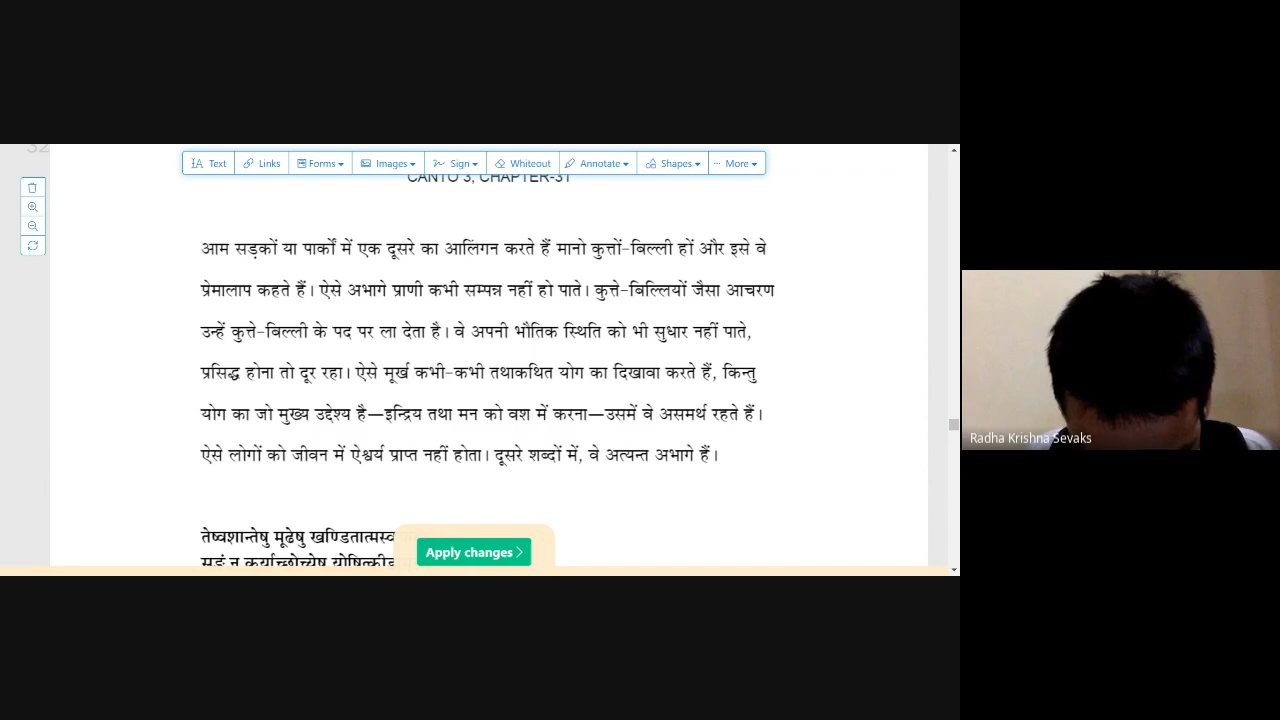 32
Text Links Forms Images Sign Whiteout Annotate Shapes More
CANTO 3, CHAPTER-31
आम सड़कों या पार्कों में एक दूसरे का आलिंगन करते हैं मानो कुत्तों-बिल्ली हों और इसे वे
प्रेमालाप कहते हैं। ऐसे अभागे प्राणी कभी सम्पन्न नहीं हो पाते। कुत्ते-बिल्लियों जैसा आचरण
उन्हें कुत्ते-बिल्ली के पद पर ला देता है। वे अपनी भौतिक स्थिति को भी सुधार नहीं पाते,
प्रसिद्ध होना तो दूर रहा। ऐसे मूर्ख कभी-कभी तथाकथित योग का दिखावा करते हैं, किन्तु
योग का जो मुख्य उद्देश्य है—इन्द्रिय तथा मन को वश में करना—उसमें वे असमर्थ रहते हैं।
ऐसे लोगों को जीवन में ऐश्वर्य प्राप्त नहीं होता। दूसरे शब्दों में, वे अत्यन्त अभागे हैं।
तेष्वशान्तेषु मूढेषु
Apply changes
Radha Krishna Sevaks